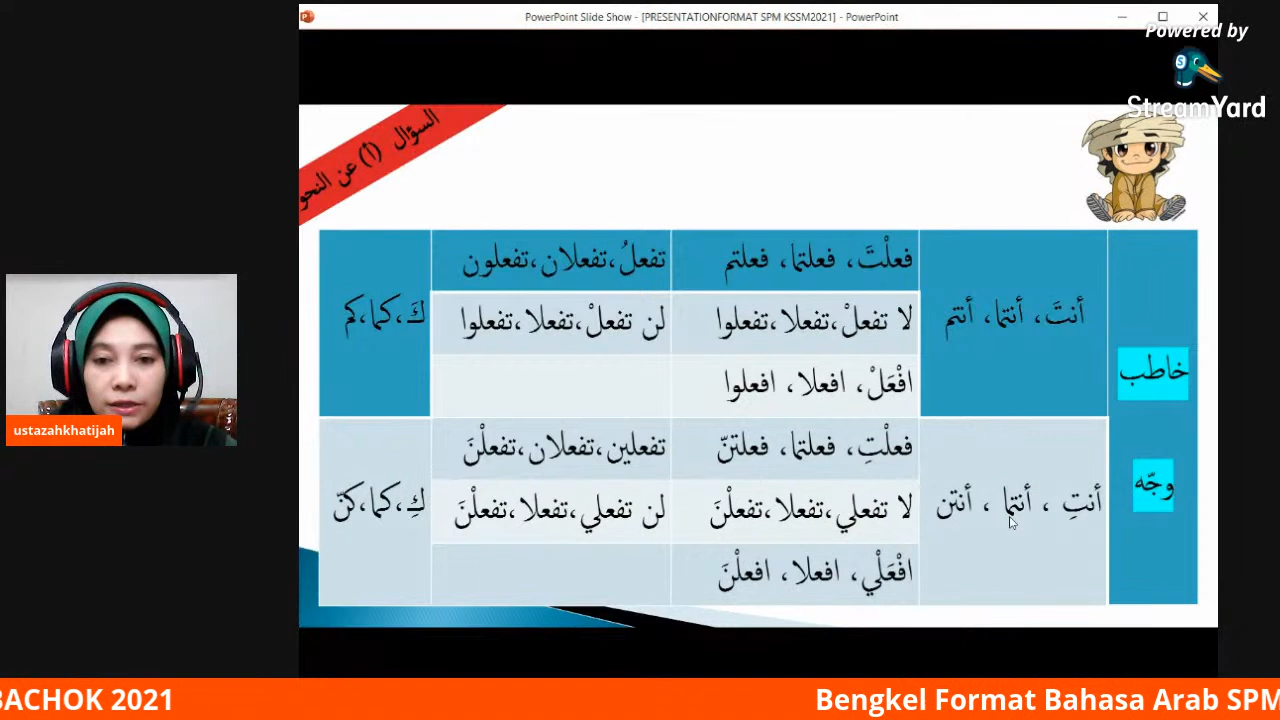 PowerPoint Slide Show - [PRESENTATIONFORMAT SPM KSSM2021] - PowerPoint
Powered by
StreamYard
السؤال (أ) عن النحو
خاطب
وجّه
أنتَ، أنتما، أنتم
فعلْتَ، فعلتما، فعلتم
تفعلُ،تفعلان،تفعلون
كَ،كما،كم
لا تفعلْ،تفعلا،تفعلوا
لن تفعلْ،تفعلا،تفعلوا
افْعَلْ، افعلا، افعلوا
أنتِ ، أنتما ، أنتن
فعلْتِ، فعلتما، فعلتنّ
تفعلين،تفعلان،تفعلْنَ
كِ،كما،كنّ
لا تفعلي،تفعلا،تفعلْنَ
لن تفعلي،تفعلا،تفعلْنَ
افْعَلْي، افعلا، افعلْنَ
ustazahkhatijah
BACHOK 2021
Bengkel Format Bahasa Arab SPM